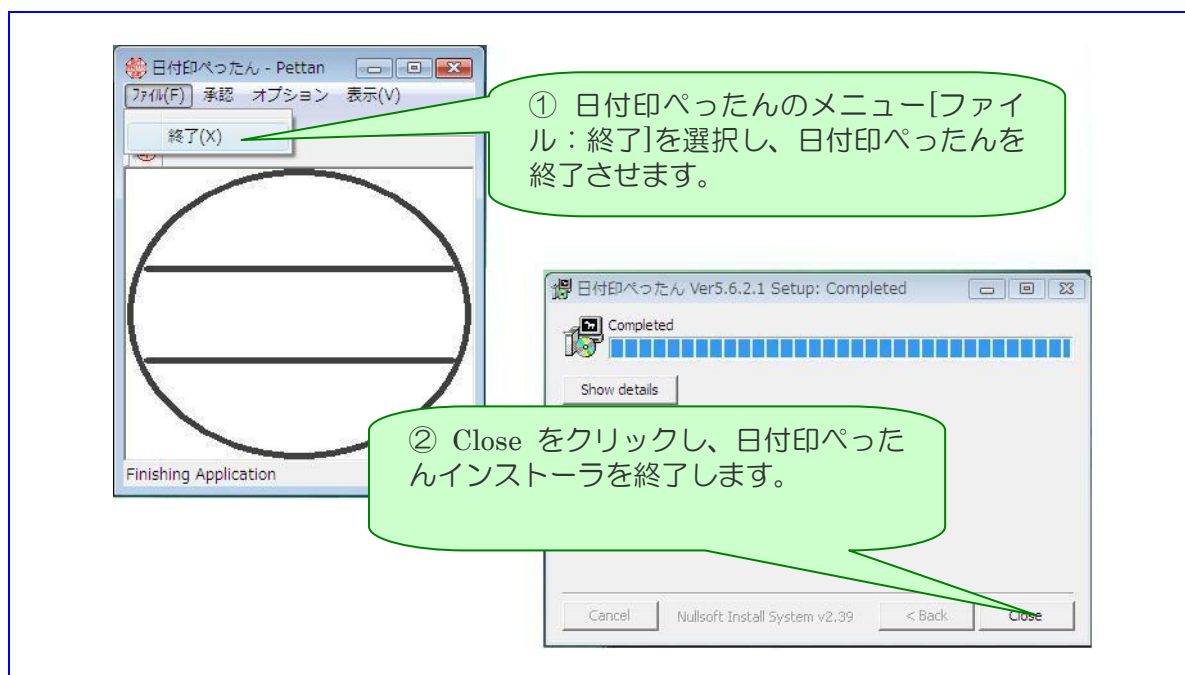 日付印ぺったん - Pettan
ファイル(F) 承認 オプション 表示(V)
終了(X)
① 日付印ぺったんのメニュー[ファイ
ル：終了]を選択し、日付印ぺったんを
終了させます。
Finishing Application
日付印ぺったん Ver5.6.2.1 Setup: Completed
Completed
Show details
② Close をクリックし、日付印ぺった
んインストーラを終了します。
Cancel Nullsoft Install System v2.39 < Back Close